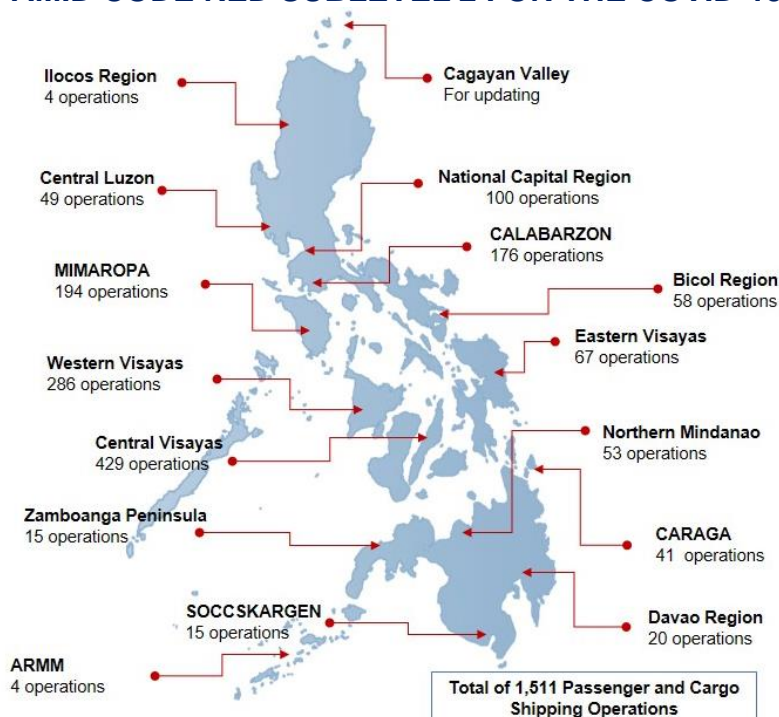 Ilocos Region
4 operations
Cagayan Valley
For updating
Central Luzon
49 operations
National Capital Region
100 operations
CALABARZON
176 operations
MIMAROPA
194 operations
Bicol Region
58 operations
Eastern Visayas
67 operations
Western Visayas
286 operations
Northern Mindanao
53 operations
Central Visayas
429 operations
Zamboanga Peninsula
15 operations
CARAGA
41 operations
SOCCSKARGEN
15 operations
Davao Region
20 operations
ARMM
4 operations
Total of 1,511 Passenger and Cargo
Shipping Operations